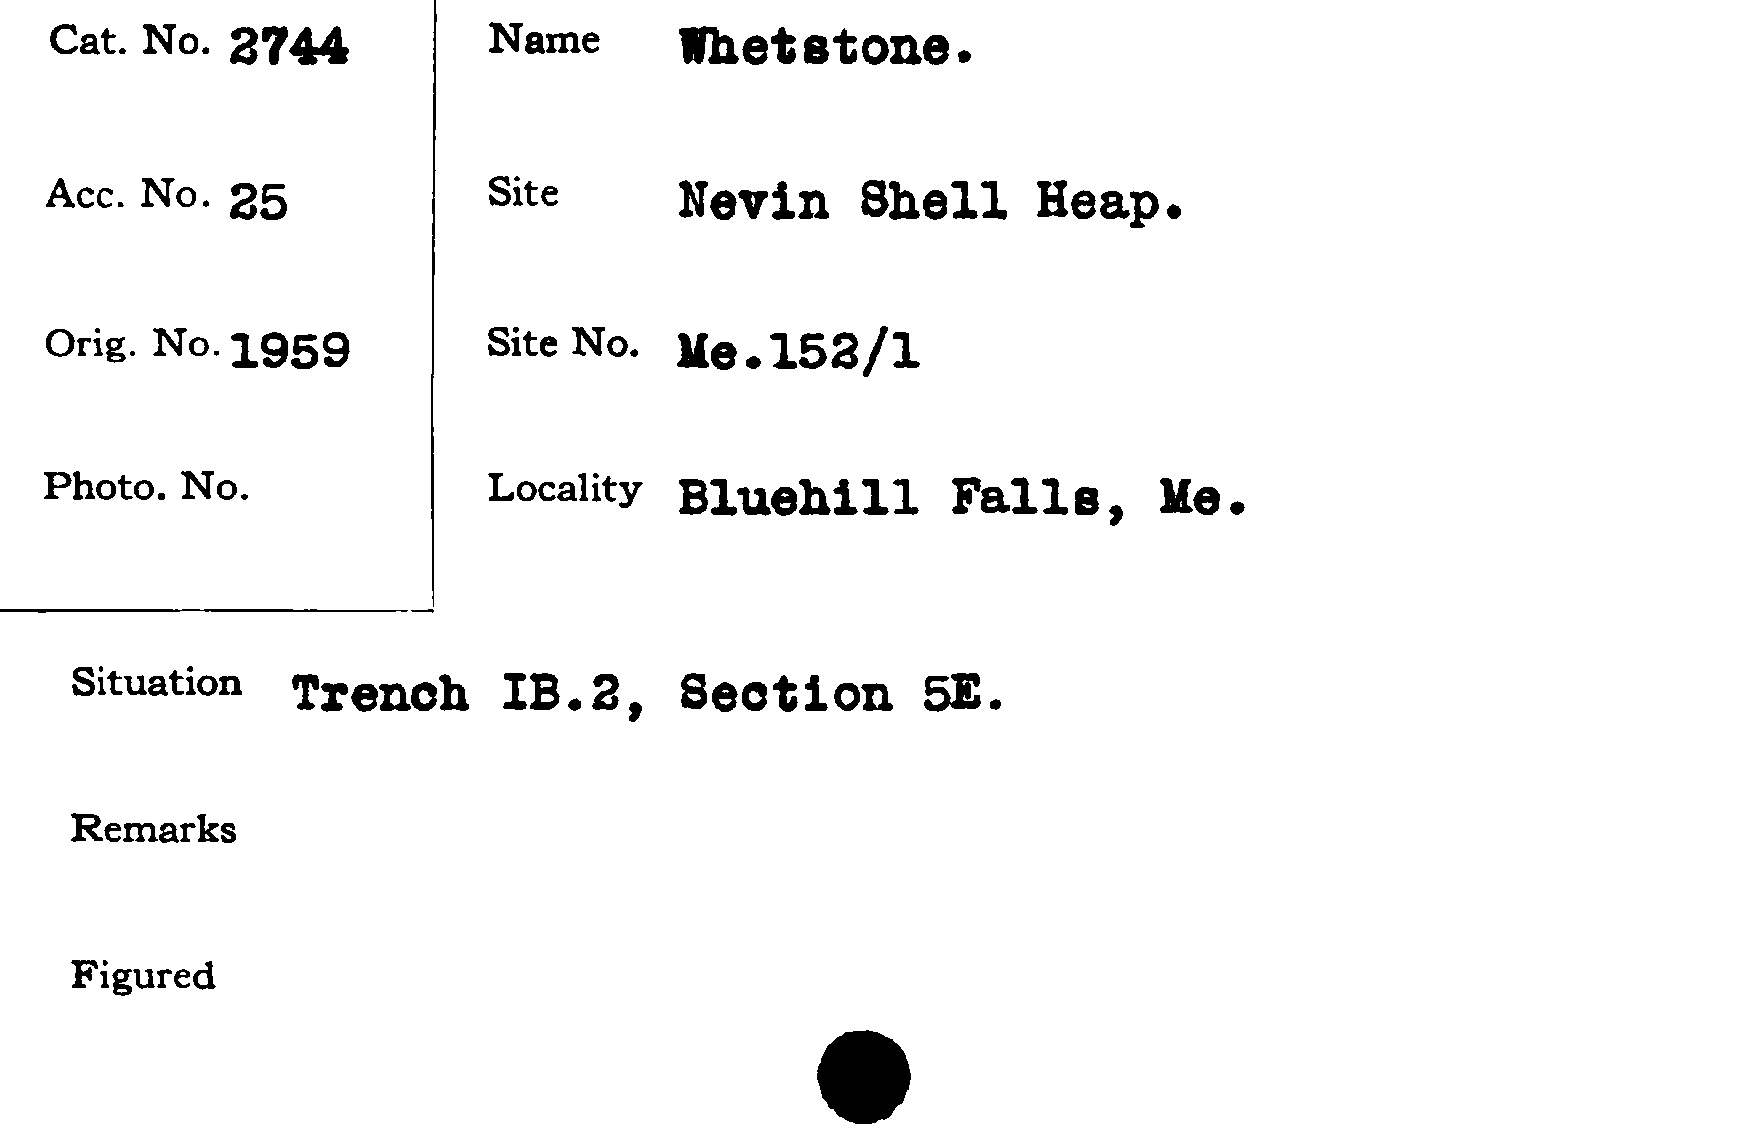 Cat. No. 2744
Name Whetstone.
Acc. No. 25
Site Nevin Shell Heap.
Orig. No. 1959
Site No. Me.152/1
Photo. No.
Locality Bluehill Falls, Me.
Situation Trench IB.2, Section 5E.
Remarks
Figured